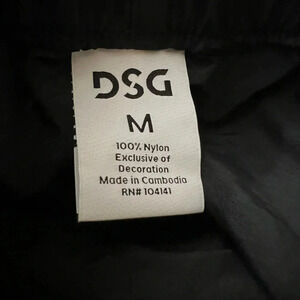 DSG
M
100% Nylon
Exclusive of
Decoration
Made in Cambodia
RN# 104141